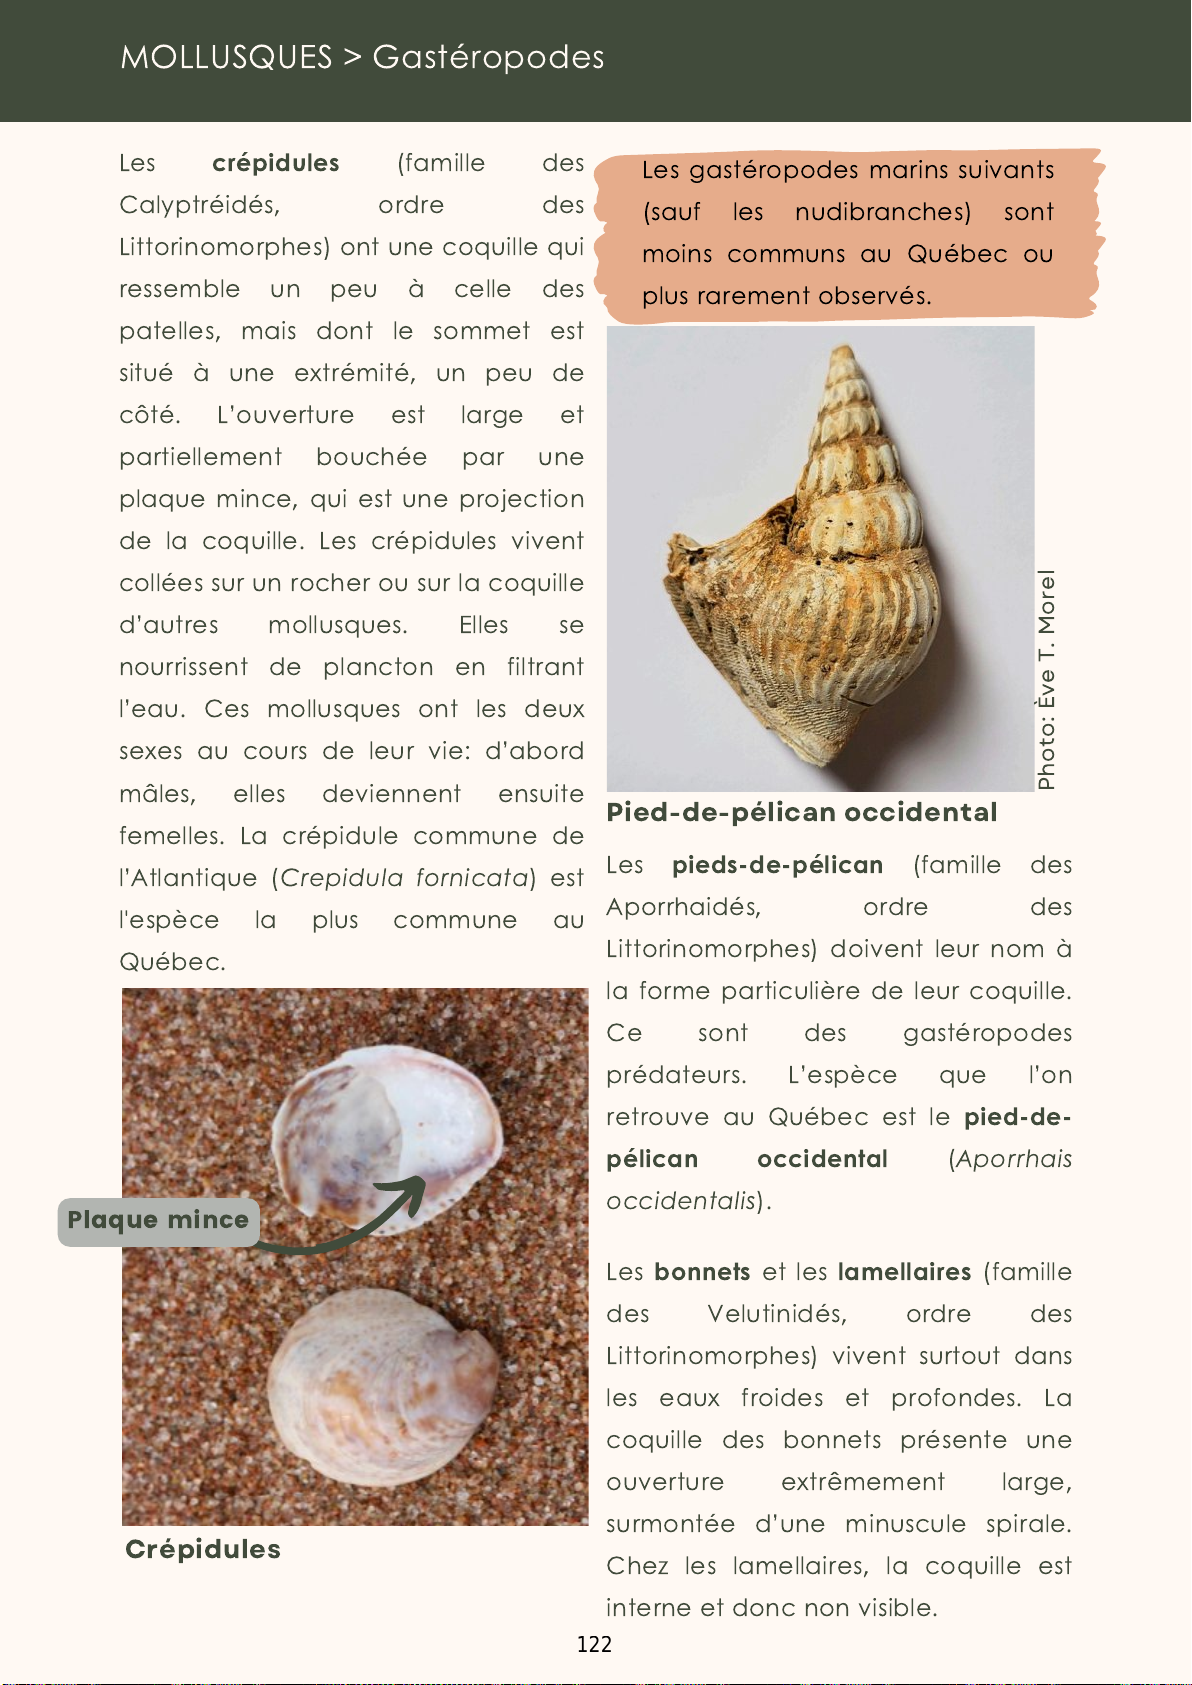 MOLLUSQUES > Gastéropodes
Les crépidules (famille des
Calyptréidés, ordre des
Littorinomorphes) ont une coquille qui
ressemble un peu à celle des
patelles, mais dont le sommet est
situé à une extrémité, un peu de
côté. L’ouverture est large et
partiellement bouchée par une
plaque mince, qui est une projection
de la coquille. Les crépidules vivent
collées sur un rocher ou sur la coquille
d’autres mollusques. Elles se
nourrissent de plancton en filtrant
l’eau. Ces mollusques ont les deux
sexes au cours de leur vie: d’abord
mâles, elles deviennent ensuite
femelles. La crépidule commune de
l’Atlantique (Crepidula fornicata) est
l'espèce la plus commune au
Québec.
Plaque mince
Crépidules
Les gastéropodes marins suivants
(sauf les nudibranches) sont
moins communs au Québec ou
plus rarement observés.
Photo: Ève T. Morel
Pied-de-pélican occidental
Les pieds-de-pélican (famille des
Aporrhaidés, ordre des
Littorinomorphes) doivent leur nom à
la forme particulière de leur coquille.
Ce sont des gastéropodes
prédateurs. L’espèce que l’on
retrouve au Québec est le pied-de-
pélican occidental (Aporrhais
occidentalis).
Les bonnets et les lamellaires (famille
des Velutinidés, ordre des
Littorinomorphes) vivent surtout dans
les eaux froides et profondes. La
coquille des bonnets présente une
ouverture extrêmement large,
surmontée d’une minuscule spirale.
Chez les lamellaires, la coquille est
interne et donc non visible.
122